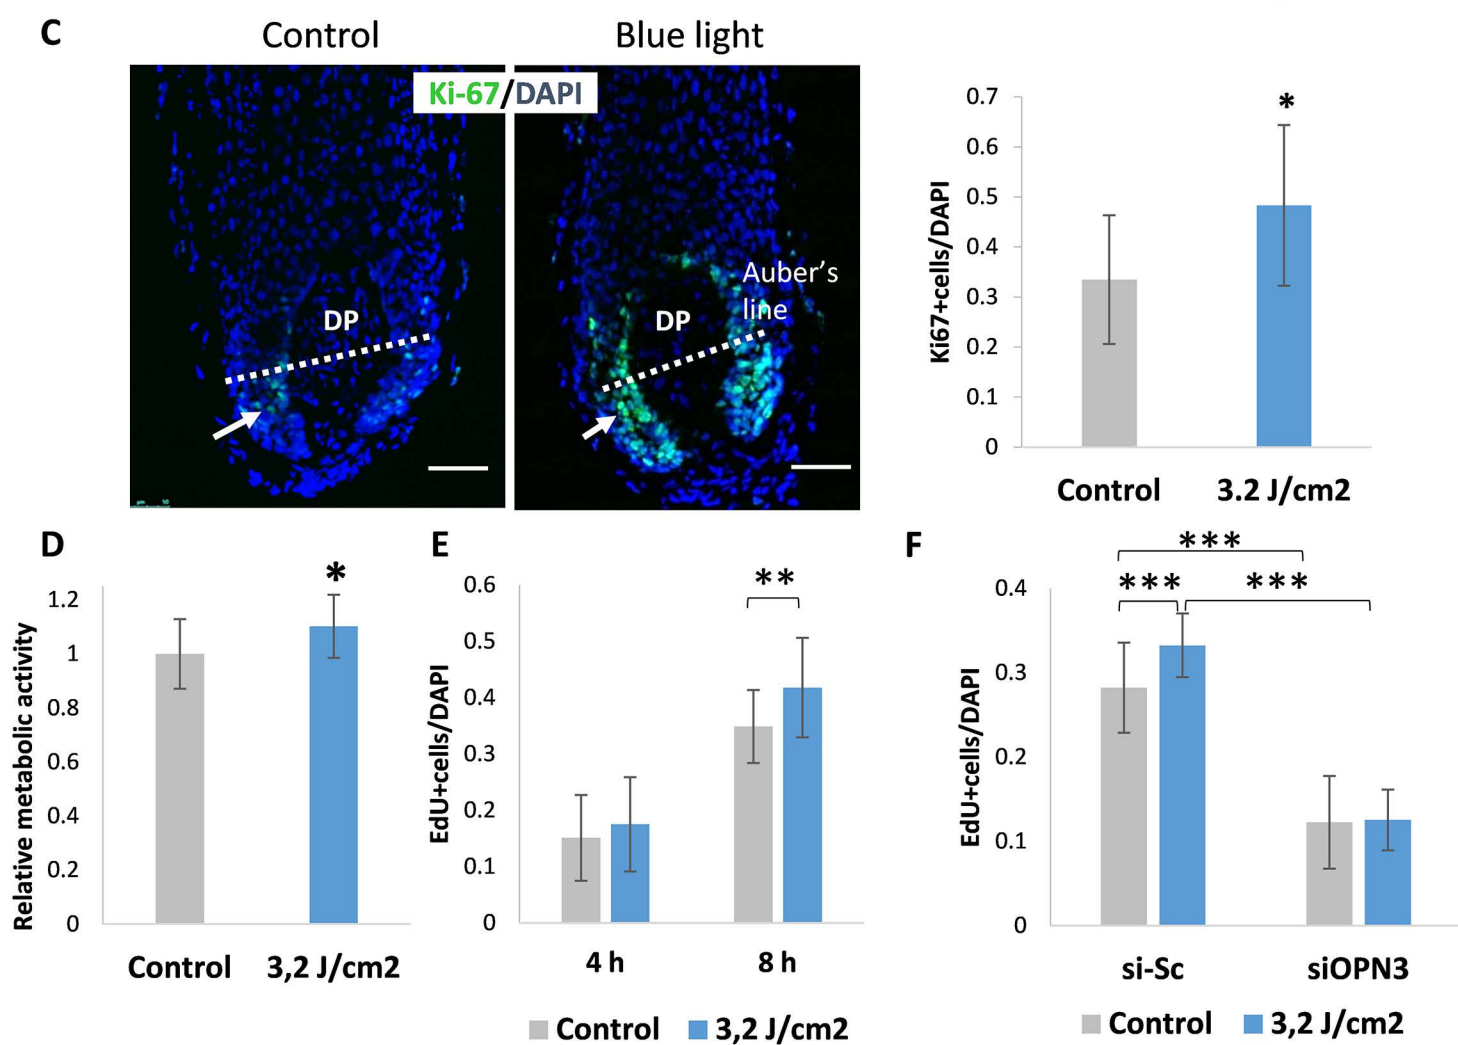 C
Control
Blue light
Ki-67/DAPI
DP
DP
Auber's
line
µm 50
Ki67+cells/DAPI
0.7
0.6
0.5
0.4
0.3
0.2
0.1
0
*
Control
3.2 J/cm2
D
Relative metabolic activity
1.2
1
0.8
0.6
0.4
0.2
0
*
Control
3,2 J/cm2
E
EdU+cells/DAPI
0.6
0.5
0.4
0.3
0.2
0.1
0
**
4 h
8 h
Control
3,2 J/cm2
F
EdU+cells/DAPI
0.4
0.3
0.2
0.1
0
***
***
***
si-Sc
siOPN3
Control
3,2 J/cm2